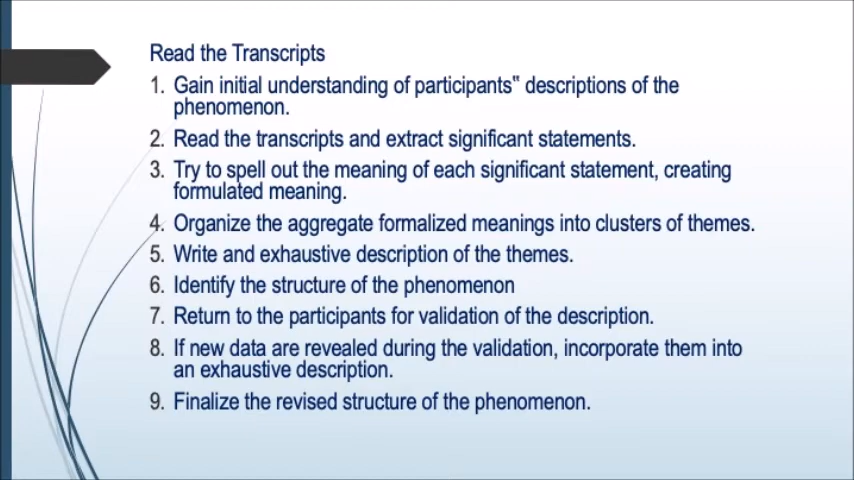 Read the Transcripts
1. Gain initial understanding of participants" descriptions of the
phenomenon.
2. Read the transcripts and extract significant statements.
3. Try to spell out the meaning of each significant statement, creating
formulated meaning.
4. Organize the aggregate formalized meanings into clusters of themes.
5. Write and exhaustive description of the themes.
6. Identify the structure of the phenomenon
7. Return to the participants for validation of the description.
8. If new data are revealed during the validation, incorporate them into
an exhaustive description.
9. Finalize the revised structure of the phenomenon.